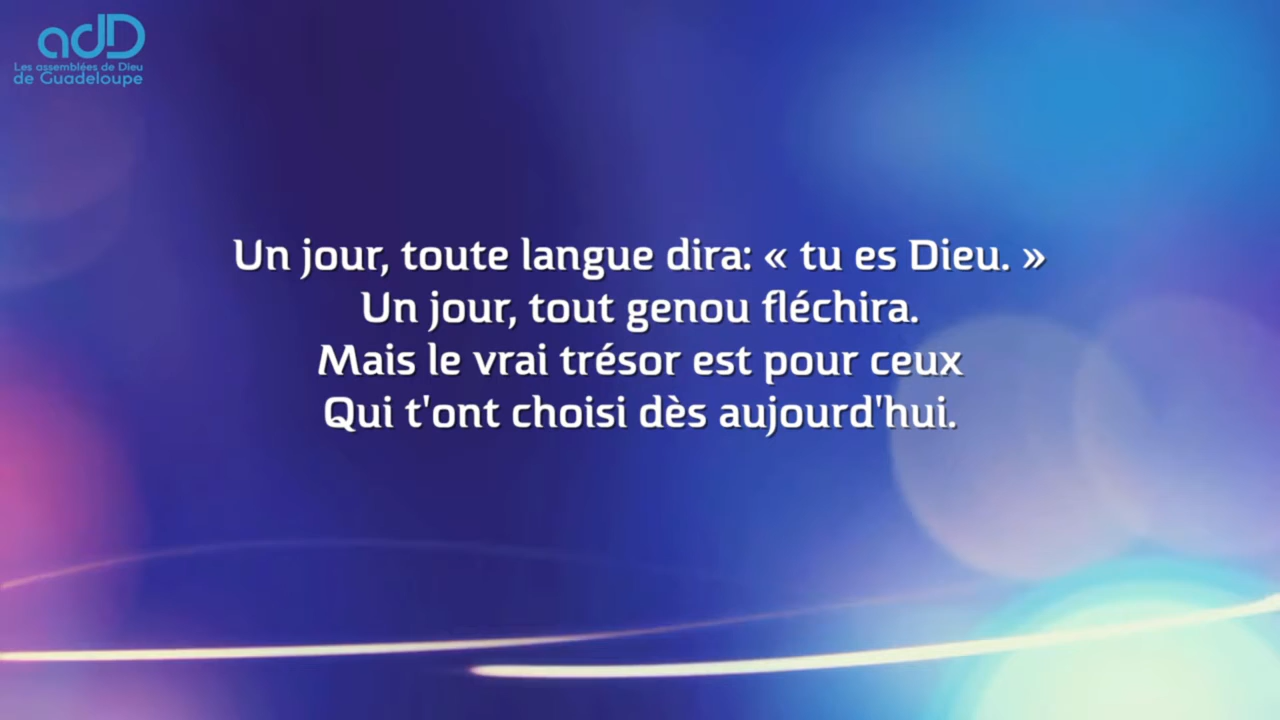 adD
Les assemblées de Dieu
de Guadeloupe
Un jour, toute langue dira: « tu es Dieu. »
Un jour, tout genou fléchira.
Mais le vrai trésor est pour ceux
Qui t'ont choisi dès aujourd'hui.